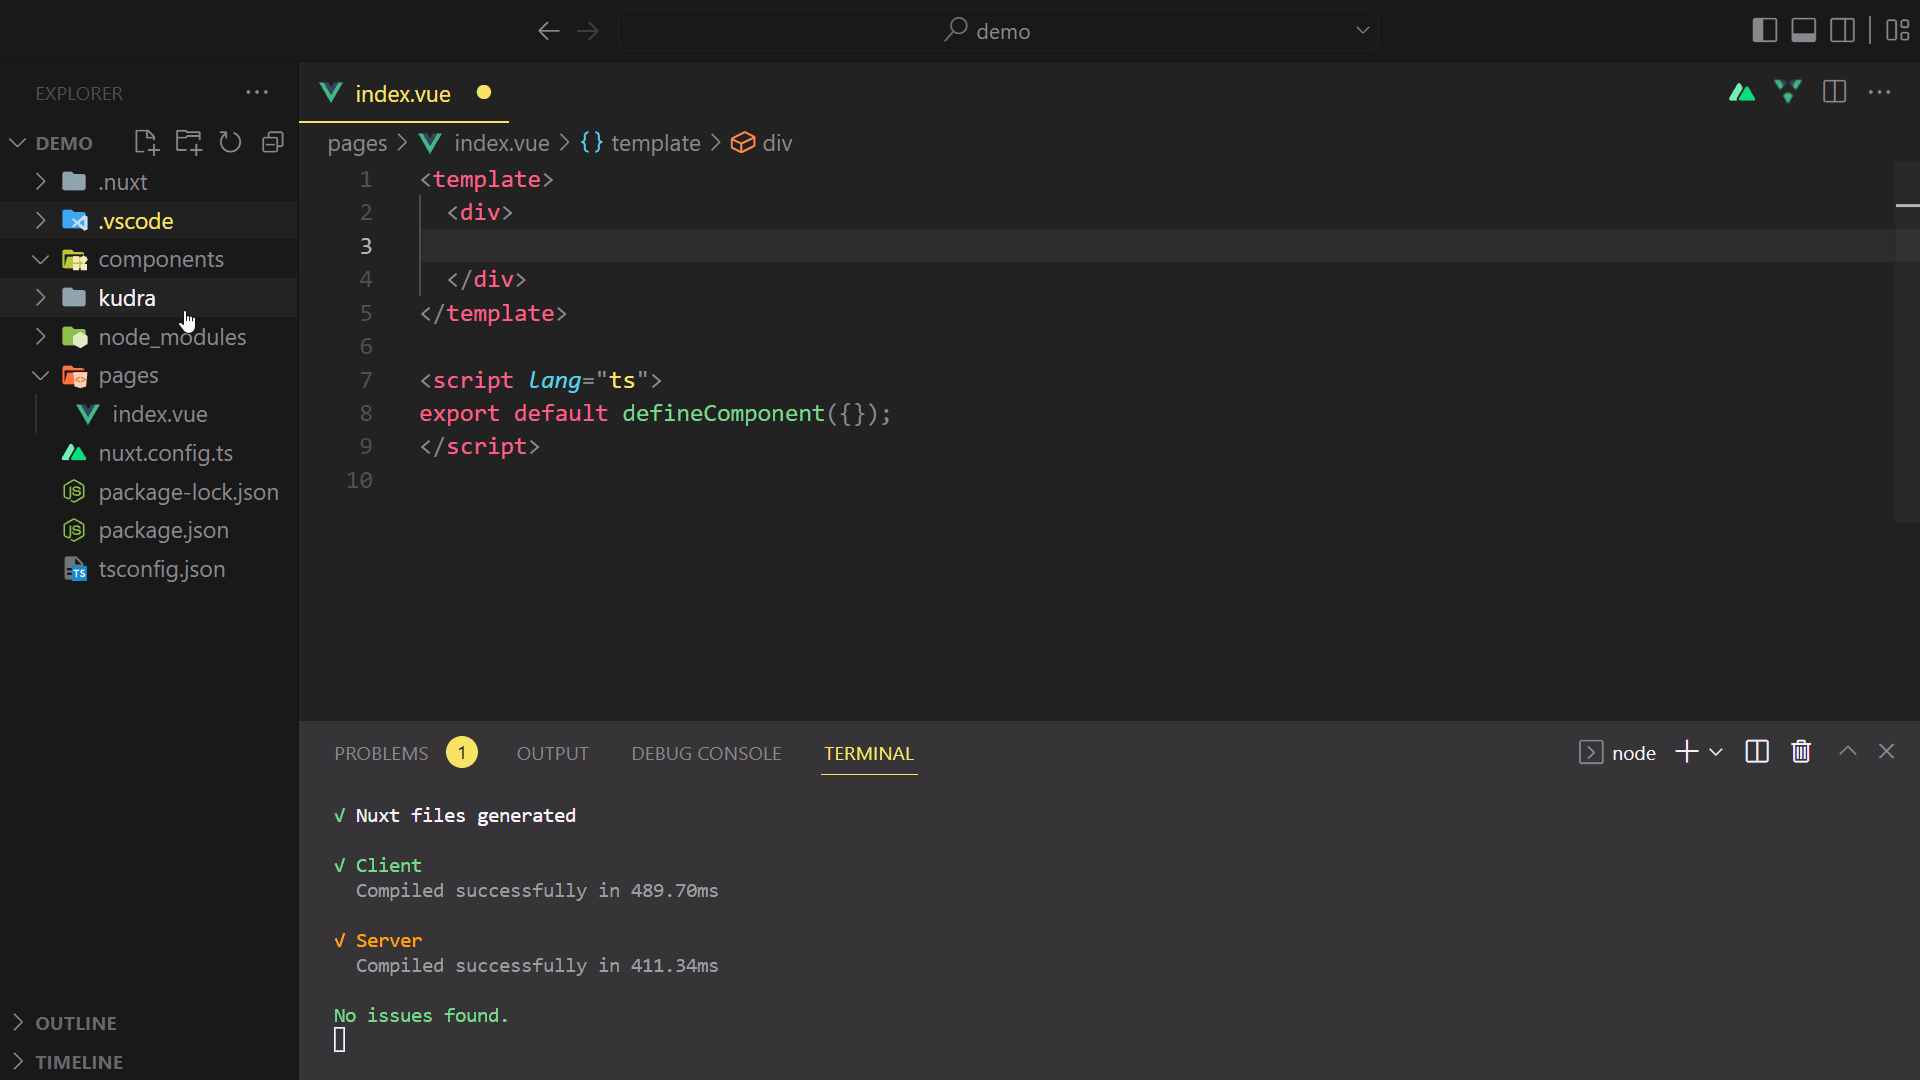 demo
EXPLORER
DEMO
.nuxt
.vscode
components
kudra
node_modules
pages
index.vue
nuxt.config.ts
package-lock.json
package.json
tsconfig.json
OUTLINE
TIMELINE
index.vue
pages > index.vue > {} template > div
1 <template>
2   <div>
3
4   </div>
5 </template>
6
7 <script lang="ts">
8 export default defineComponent({});
9 </script>
10
PROBLEMS 1 OUTPUT DEBUG CONSOLE TERMINAL
node
√ Nuxt files generated
√ Client
Compiled successfully in 489.70ms
√ Server
Compiled successfully in 411.34ms
No issues found.